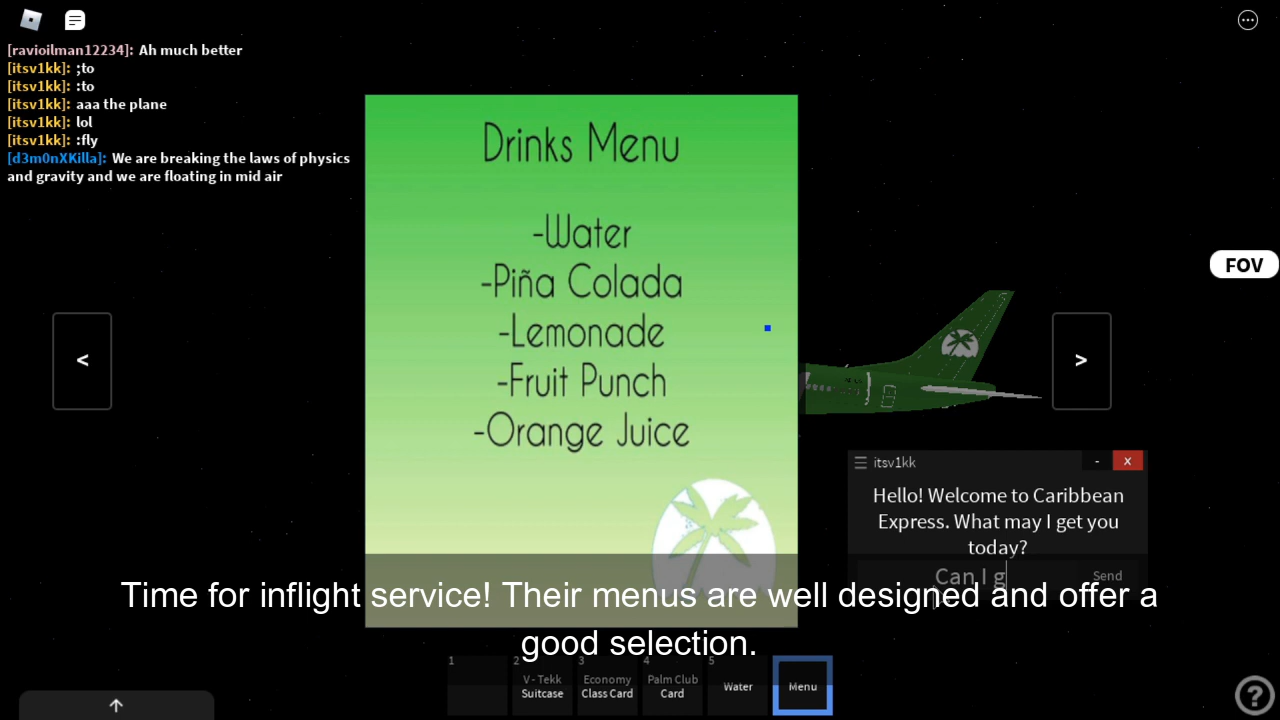 [ravioilman12234]: Ah much better
[itsv1kk]: ;to
[itsv1kk]: :to
[itsv1kk]: aaa the plane
[itsv1kk]: lol
[itsv1kk]: :fly
[d3m0nXKilla]: We are breaking the laws of physics
and gravity and we are floating in mid air
Drinks Menu
-Water
-Piña Colada
-Lemonade
-Fruit Punch
-Orange Juice
FOV
<
>
itsv1kk
- X
Hello! Welcome to Caribbean
Express. What may I get you
today?
Can I g
Send
Time for inflight service! Their menus are well designed and offer a
good selection.
1
2
V - Tekk
Suitcase
3
Economy
Class Card
4
Palm Club
Card
5
Water
Menu
?